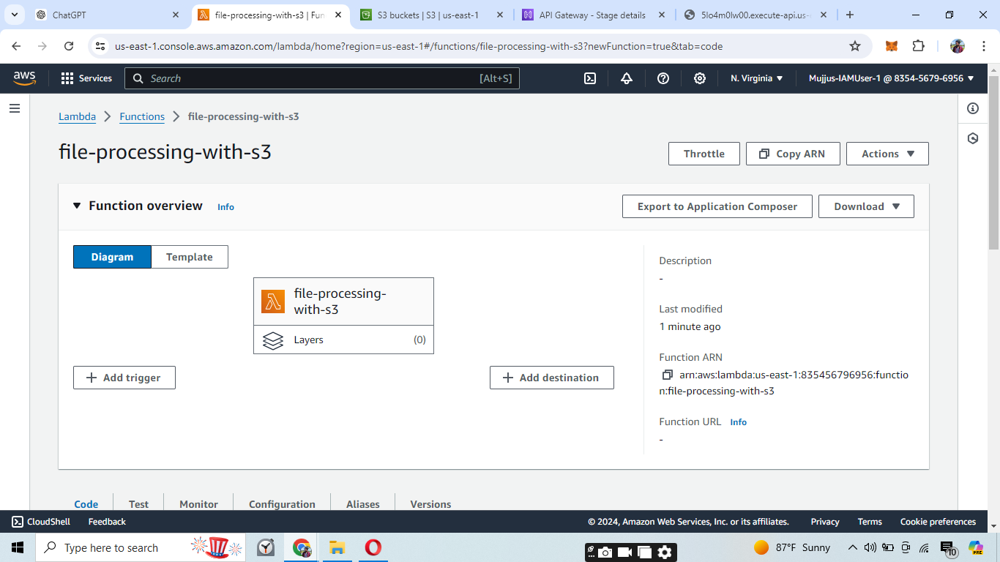 ChatGPT
file-processing-with-s3 | Fun
S3 buckets | S3 | us-east-1
API Gateway - Stage details
5lo4m0lw00.execute-api.us-
us-east-1.console.aws.amazon.com/lambda/home?region=us-east-1#/functions/file-processing-with-s3?newFunction=true&tab=code
aws
Services
Search
[Alt+S]
N. Virginia
Mujjus-IAMUser-1 @ 8354-5679-6956
Lambda
Functions
file-processing-with-s3
file-processing-with-s3
Throttle
Copy ARN
Actions
Function overview
Info
Export to Application Composer
Download
Diagram
Template
file-processing-
with-s3
Layers
(0)
Add trigger
Add destination
Description
-
Last modified
1 minute ago
Function ARN
arn:aws:lambda:us-east-1:835456796956:functio
n:file-processing-with-s3
Function URL
Info
-
Code
Test
Monitor
Configuration
Aliases
Versions
CloudShell
Feedback
© 2024, Amazon Web Services, Inc. or its affiliates.
Privacy
Terms
Cookie preferences
Type here to search
87°F Sunny
10
PRE